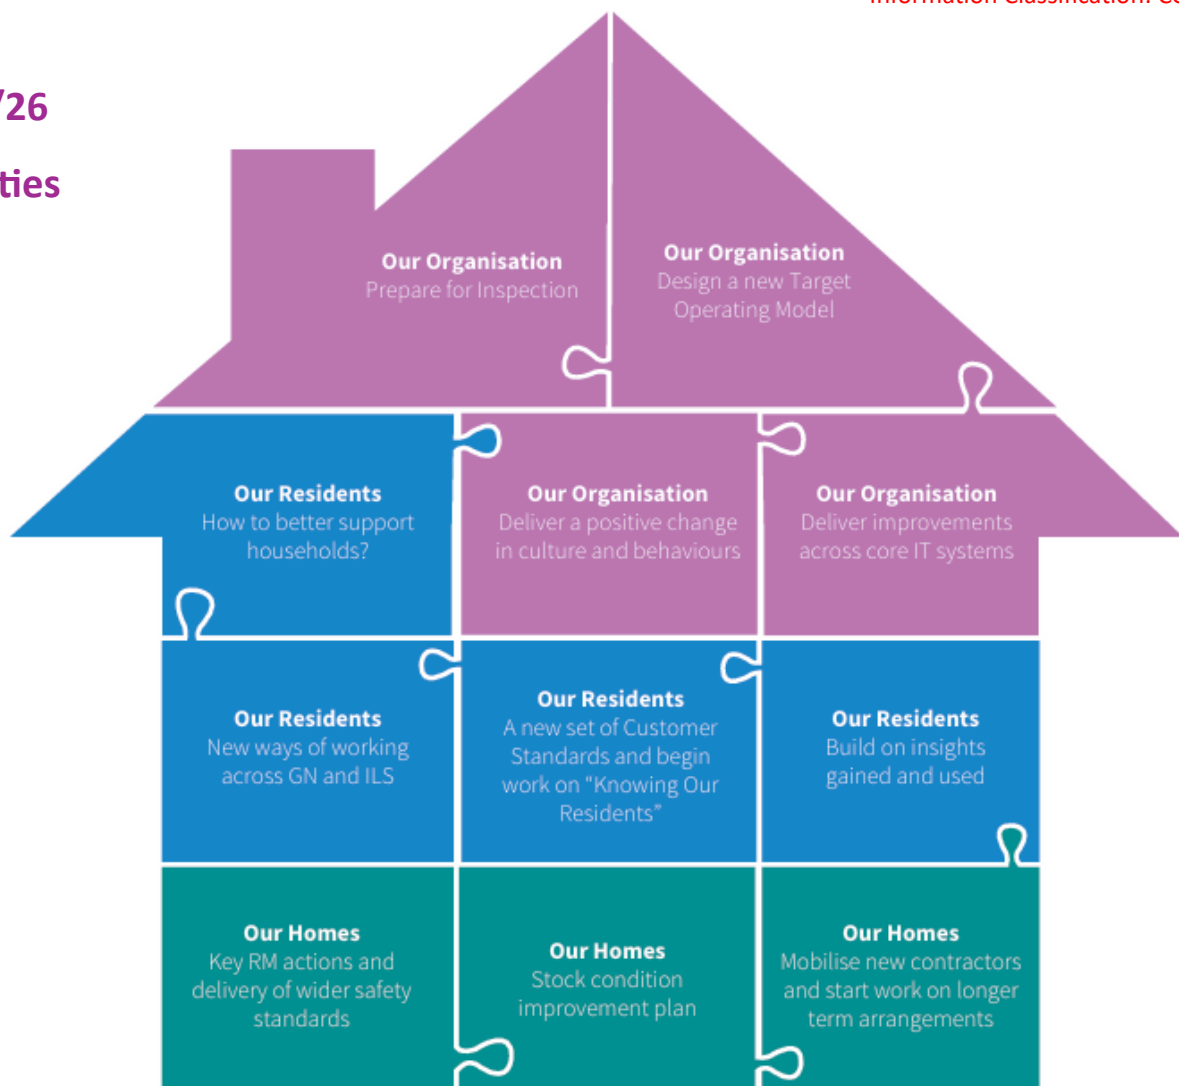 Information Classification: Co
/26
ties
Our Organisation
Prepare for Inspection
Our Organisation
Design a new Target
Operating Model
Our Residents
How to better support
households?
Our Organisation
Deliver a positive change
in culture and behaviours
Our Organisation
Deliver improvements
across core IT systems
Our Residents
New ways of working
across GN and ILS
Our Residents
A new set of Customer
Standards and begin
work on “Knowing Our
Residents”
Our Residents
Build on insights
gained and used
Our Homes
Key RM actions and
delivery of wider safety
standards
Our Homes
Stock condition
improvement plan
Our Homes
Mobilise new contractors
and start work on longer
term arrangements